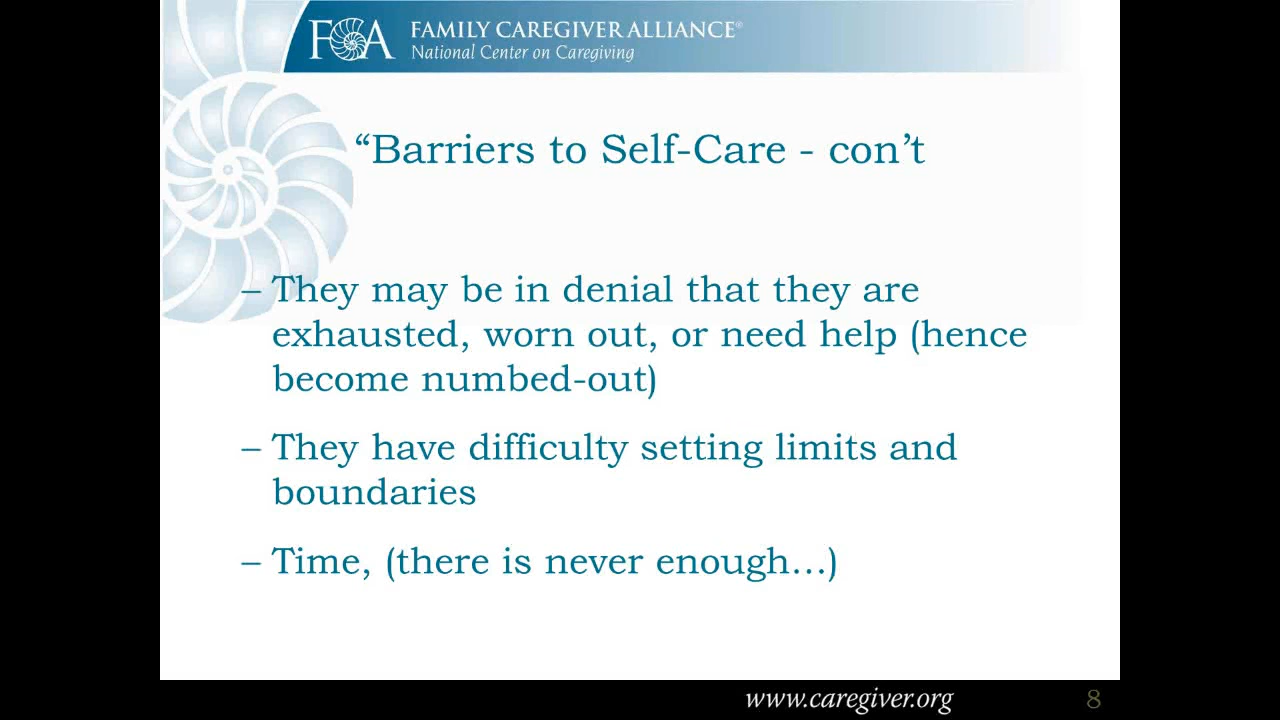 FCA FAMILY CAREGIVER ALLIANCE®
National Center on Caregiving
“Barriers to Self-Care - con’t
– They may be in denial that they are
exhausted, worn out, or need help (hence
become numbed-out)
– They have difficulty setting limits and
boundaries
– Time, (there is never enough…)
www.caregiver.org 8